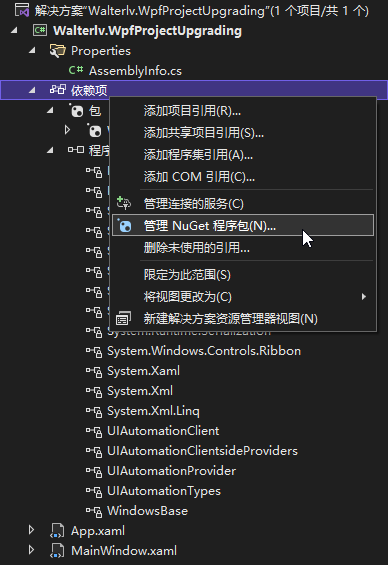 解决方案"Walterlv.WpfProjectUpgrading"(1 个项目/共 1 个)
Walterlv.WpfProjectUpgrading
Properties
AssemblyInfo.cs
依赖项
包
添加项目引用(R)...
添加共享项目引用(S)...
程序
添加程序集引用(A)...
添加 COM 引用(C)...
管理连接的服务(C)
管理 NuGet 程序包(N)...
删除未使用的引用...
限定为此范围(S)
将视图更改为(C)
新建解决方案资源管理器视图(N)
System.Runtime.Serialization
System.Windows.Controls.Ribbon
System.Xaml
System.Xml
System.Xml.Linq
UIAutomationClient
UIAutomationClientsideProviders
UIAutomationProvider
UIAutomationTypes
WindowsBase
App.xaml
MainWindow.xaml